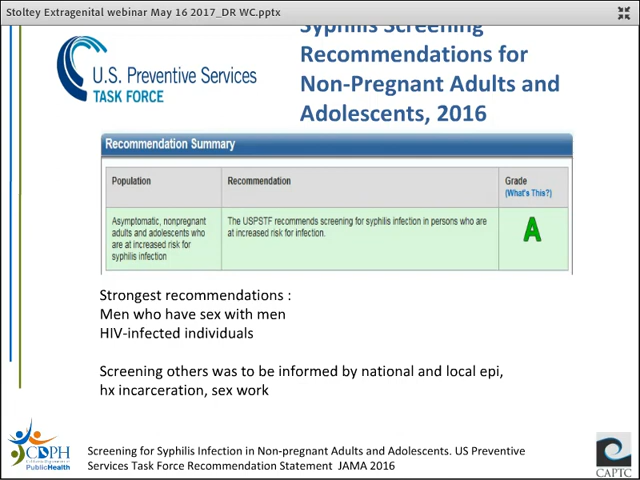 Stoltey Extragenital webinar May 16 2017_DR WC.pptx
Syphilis Screening
Recommendations for
Non-Pregnant Adults and
Adolescents, 2016
U.S. Preventive Services
TASK FORCE
Recommendation Summary
Population
Recommendation
Grade
(What's This?)
Asymptomatic, nonpregnant
adults and adolescents who
are at increased risk for
syphilis infection
The USPSTF recommends screening for syphilis infection in persons who are
at increased risk for infection.
A
Strongest recommendations :
Men who have sex with men
HIV-infected individuals
Screening others was to be informed by national and local epi,
hx incarceration, sex work
CDPH
PublicHealth
Screening for Syphilis Infection in Non-pregnant Adults and Adolescents. US Preventive
Services Task Force Recommendation Statement  JAMA 2016
CAPTC